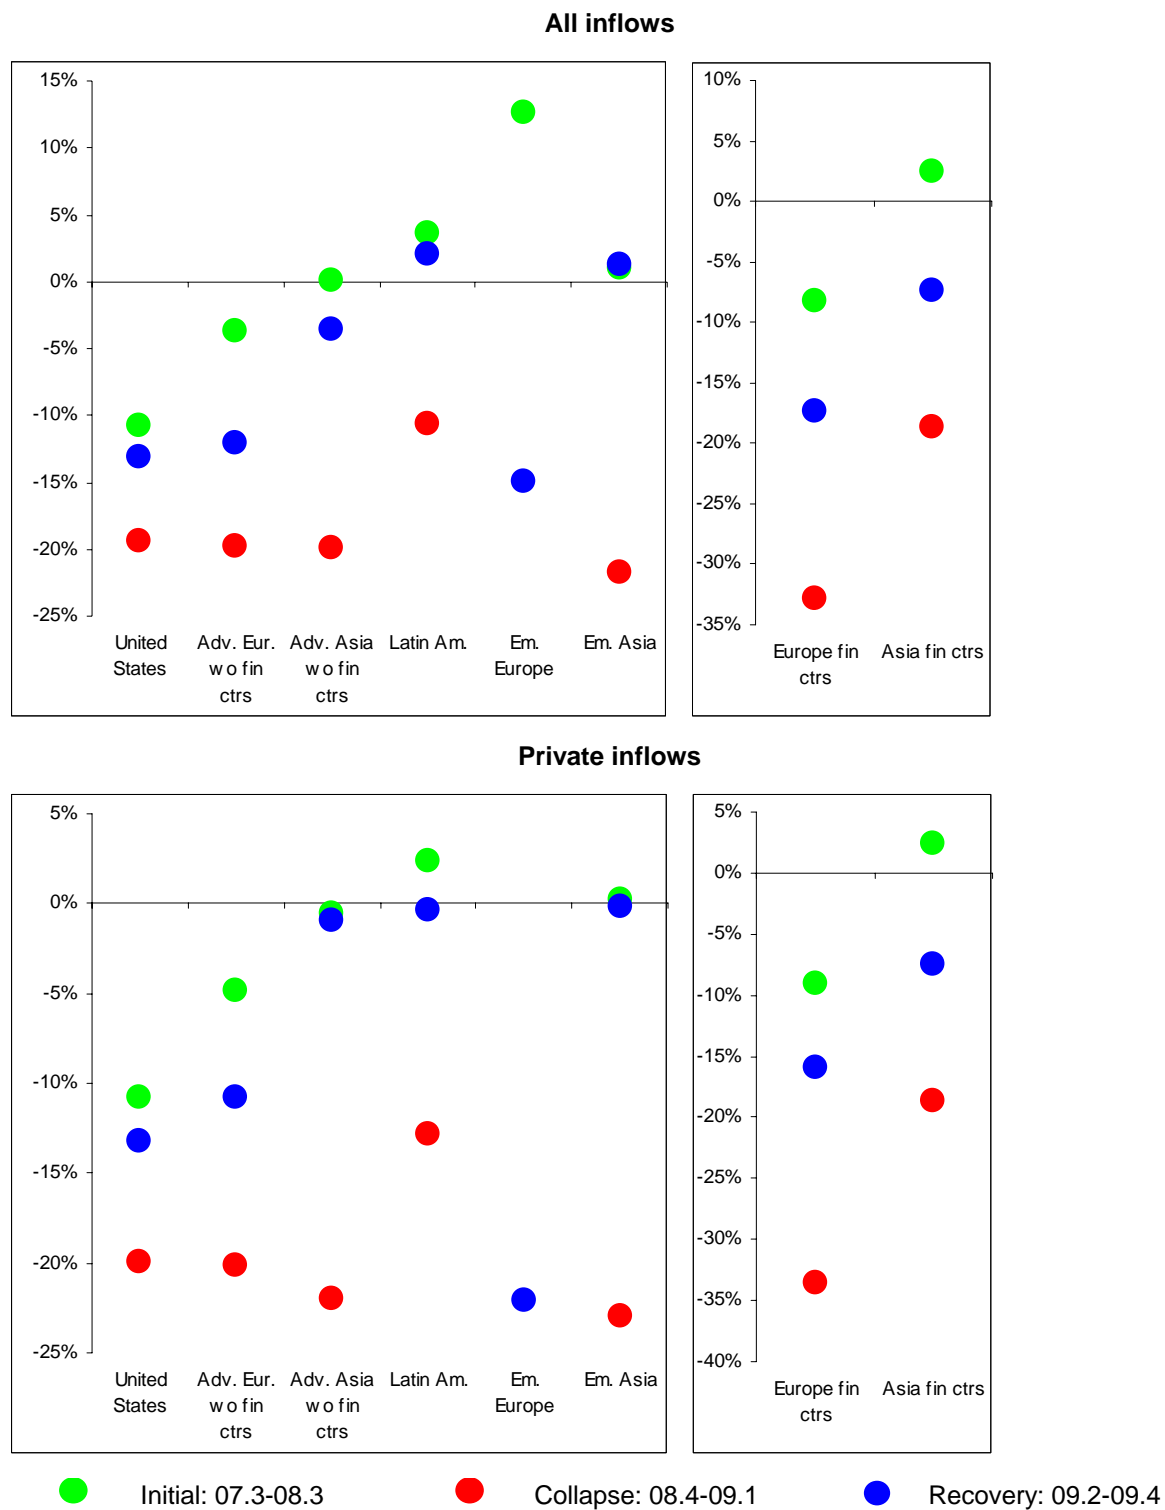 All inflows
15%
10%
5%
0%
-5%
-10%
-15%
-20%
-25%
United States
Adv. Eur. w o fin ctrs
Adv. Asia w o fin ctrs
Latin Am.
Em. Europe
Em. Asia
10%
5%
0%
-5%
-10%
-15%
-20%
-25%
-30%
-35%
Europe fin ctrs
Asia fin ctrs
Private inflows
5%
0%
-5%
-10%
-15%
-20%
-25%
United States
Adv. Eur. w o fin ctrs
Adv. Asia w o fin ctrs
Latin Am.
Em. Europe
Em. Asia
5%
0%
-5%
-10%
-15%
-20%
-25%
-30%
-35%
-40%
Europe fin ctrs
Asia fin ctrs
Initial: 07.3-08.3
Collapse: 08.4-09.1
Recovery: 09.2-09.4